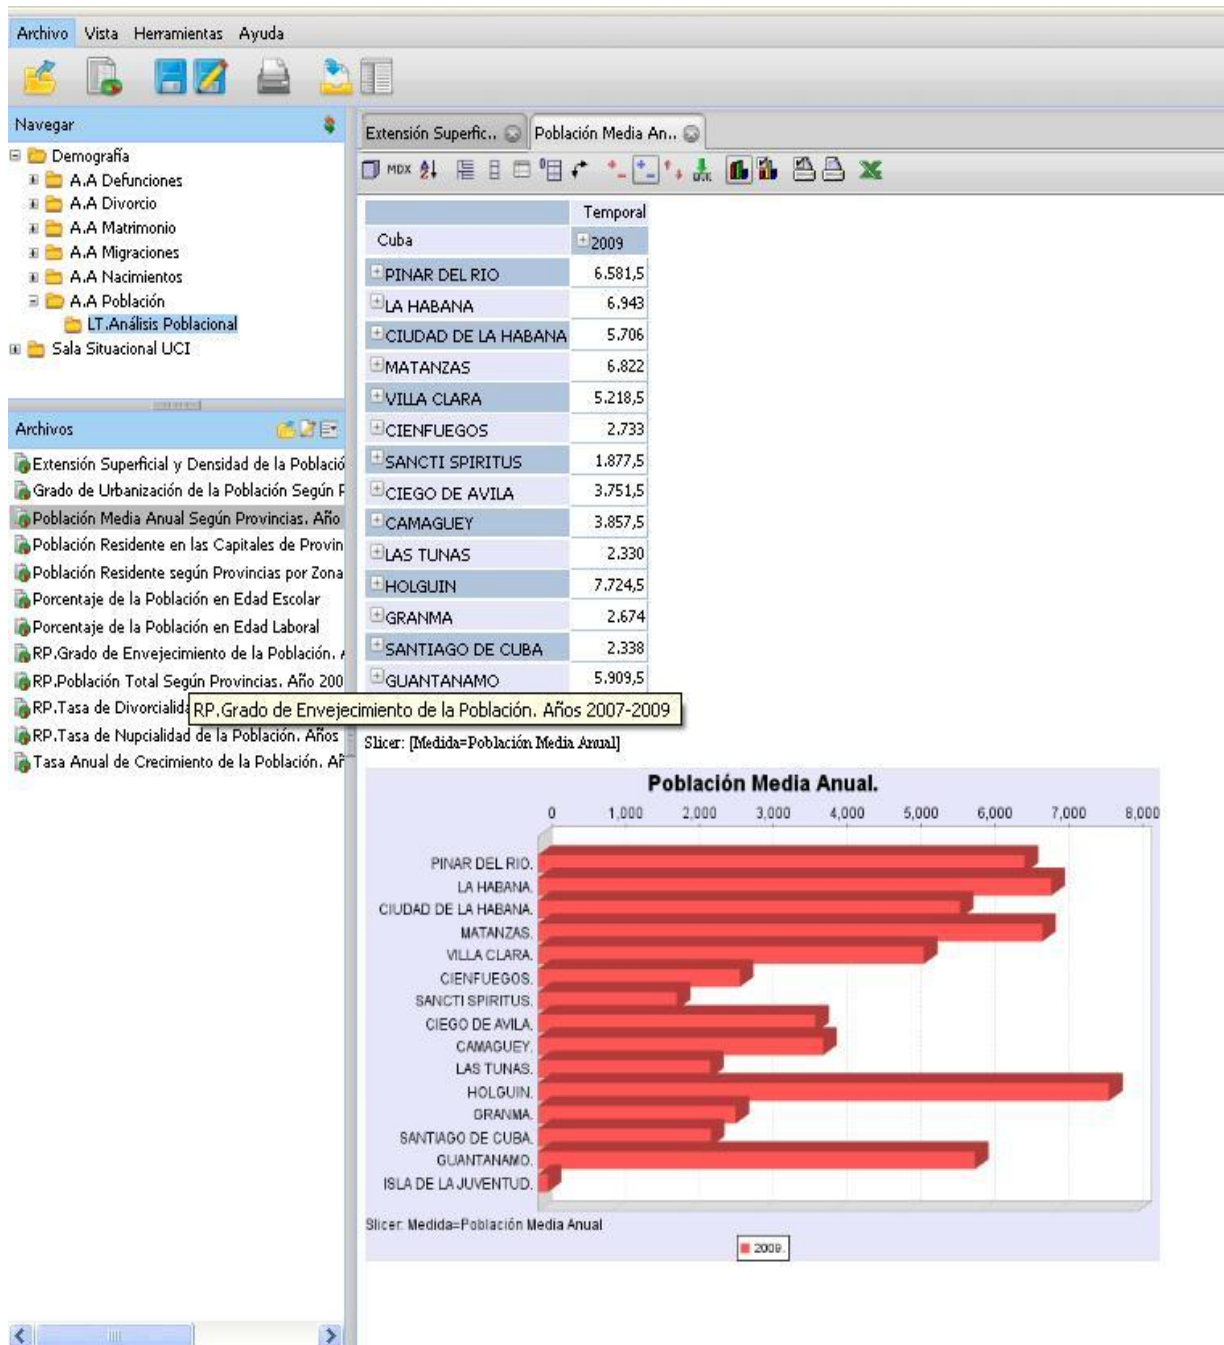 Archivo Vista Herramientas Ayuda
Navegar
Demografía
A.A Defunciones
A.A Divorcio
A.A Matrimonio
A.A Migraciones
A.A Nacimientos
A.A Población
LT.Análisis Poblacional
Sala Situacional UCI
Archivos
Extensión Superficial y Densidad de la Població
Grado de Urbanización de la Población Según P
Población Media Anual Según Provincias. Año
Población Residente en las Capitales de Provin
Población Residente según Provincias por Zona
Porcentaje de la Población en Edad Escolar
Porcentaje de la Población en Edad Laboral
RP.Grado de Envejecimiento de la Población. A
RP.Población Total Según Provincias. Año 200
RP.Tasa de Divorcialida
RP.Tasa de Nupcialidad de la Población. Años
Tasa Anual de Crecimiento de la Población. Añ
RP.Grado de Envejecimiento de la Población. Años 2007-2009
Extensión Superfic.. Población Media An..
MDX
Temporal
Cuba 2009
PINAR DEL RIO 6.581,5
LA HABANA 6.943
CIUDAD DE LA HABANA 5.706
MATANZAS 6.822
VILLA CLARA 5.218,5
CIENFUEGOS 2.733
SANCTI SPIRITUS 1.877,5
CIEGO DE AVILA 3.751,5
CAMAGUEY 3.857,5
LAS TUNAS 2.330
HOLGUIN 7.724,5
GRANMA 2.674
SANTIAGO DE CUBA 2.338
GUANTANAMO 5.909,5
Slicer: [Medida=Población Media Anual]
Población Media Anual.
0 1,000 2,000 3,000 4,000 5,000 6,000 7,000 8,000
PINAR DEL RIO.
LA HABANA.
CIUDAD DE LA HABANA.
MATANZAS.
VILLA CLARA.
CIENFUEGOS.
SANCTI SPIRITUS.
CIEGO DE AVILA.
CAMAGUEY.
LAS TUNAS.
HOLGUIN.
GRANMA.
SANTIAGO DE CUBA.
GUANTANAMO.
ISLA DE LA JUVENTUD.
Slicer: Medida=Población Media Anual
2009.